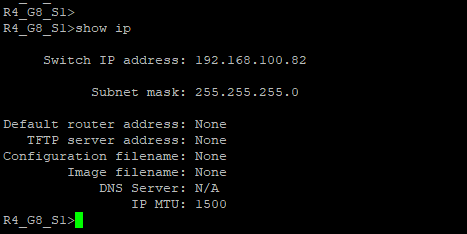 R4_G8_S1>
R4_G8_S1>show ip
Switch IP address: 192.168.100.82
Subnet mask: 255.255.255.0
Default router address: None
TFTP server address: None
Configuration filename: None
Image filename: None
DNS Server: N/A
IP MTU: 1500
R4_G8_S1>